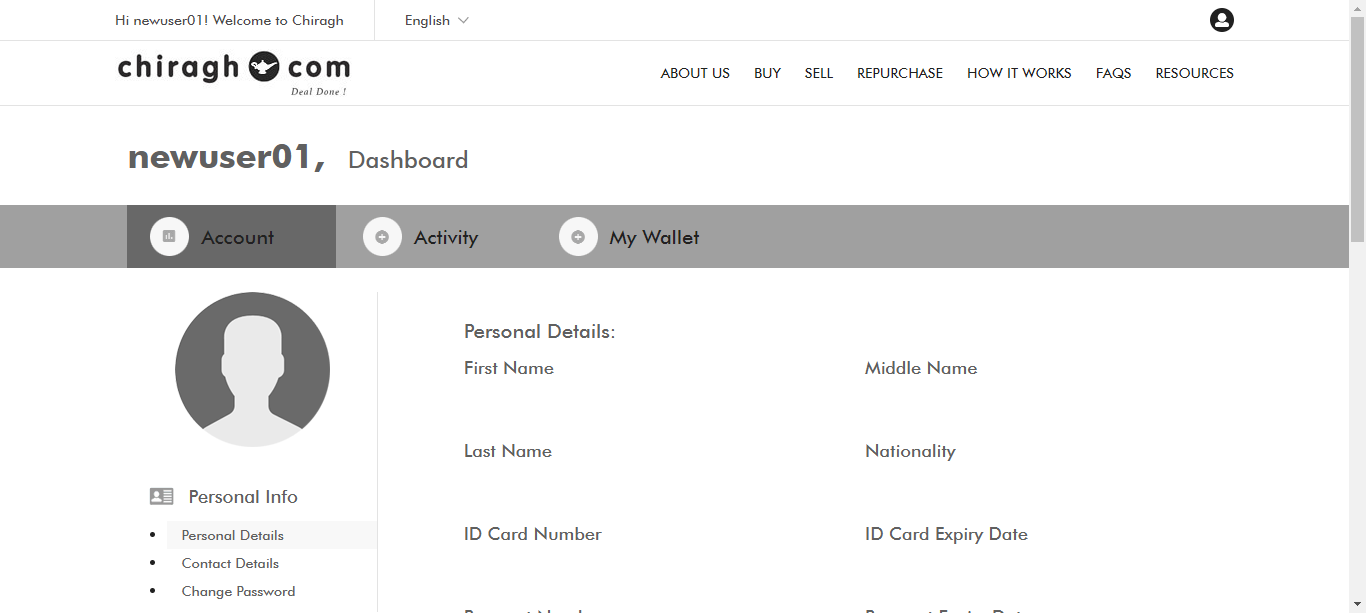 Hi newuser01! Welcome to Chiragh
English
chiragh com
Deal Done !
ABOUT US BUY SELL REPURCHASE HOW IT WORKS FAQS RESOURCES
newuser01, Dashboard
Account Activity My Wallet
Personal Details:
First Name Middle Name
Last Name Nationality
ID Card Number ID Card Expiry Date
Personal Info
Personal Details
Contact Details
Change Password